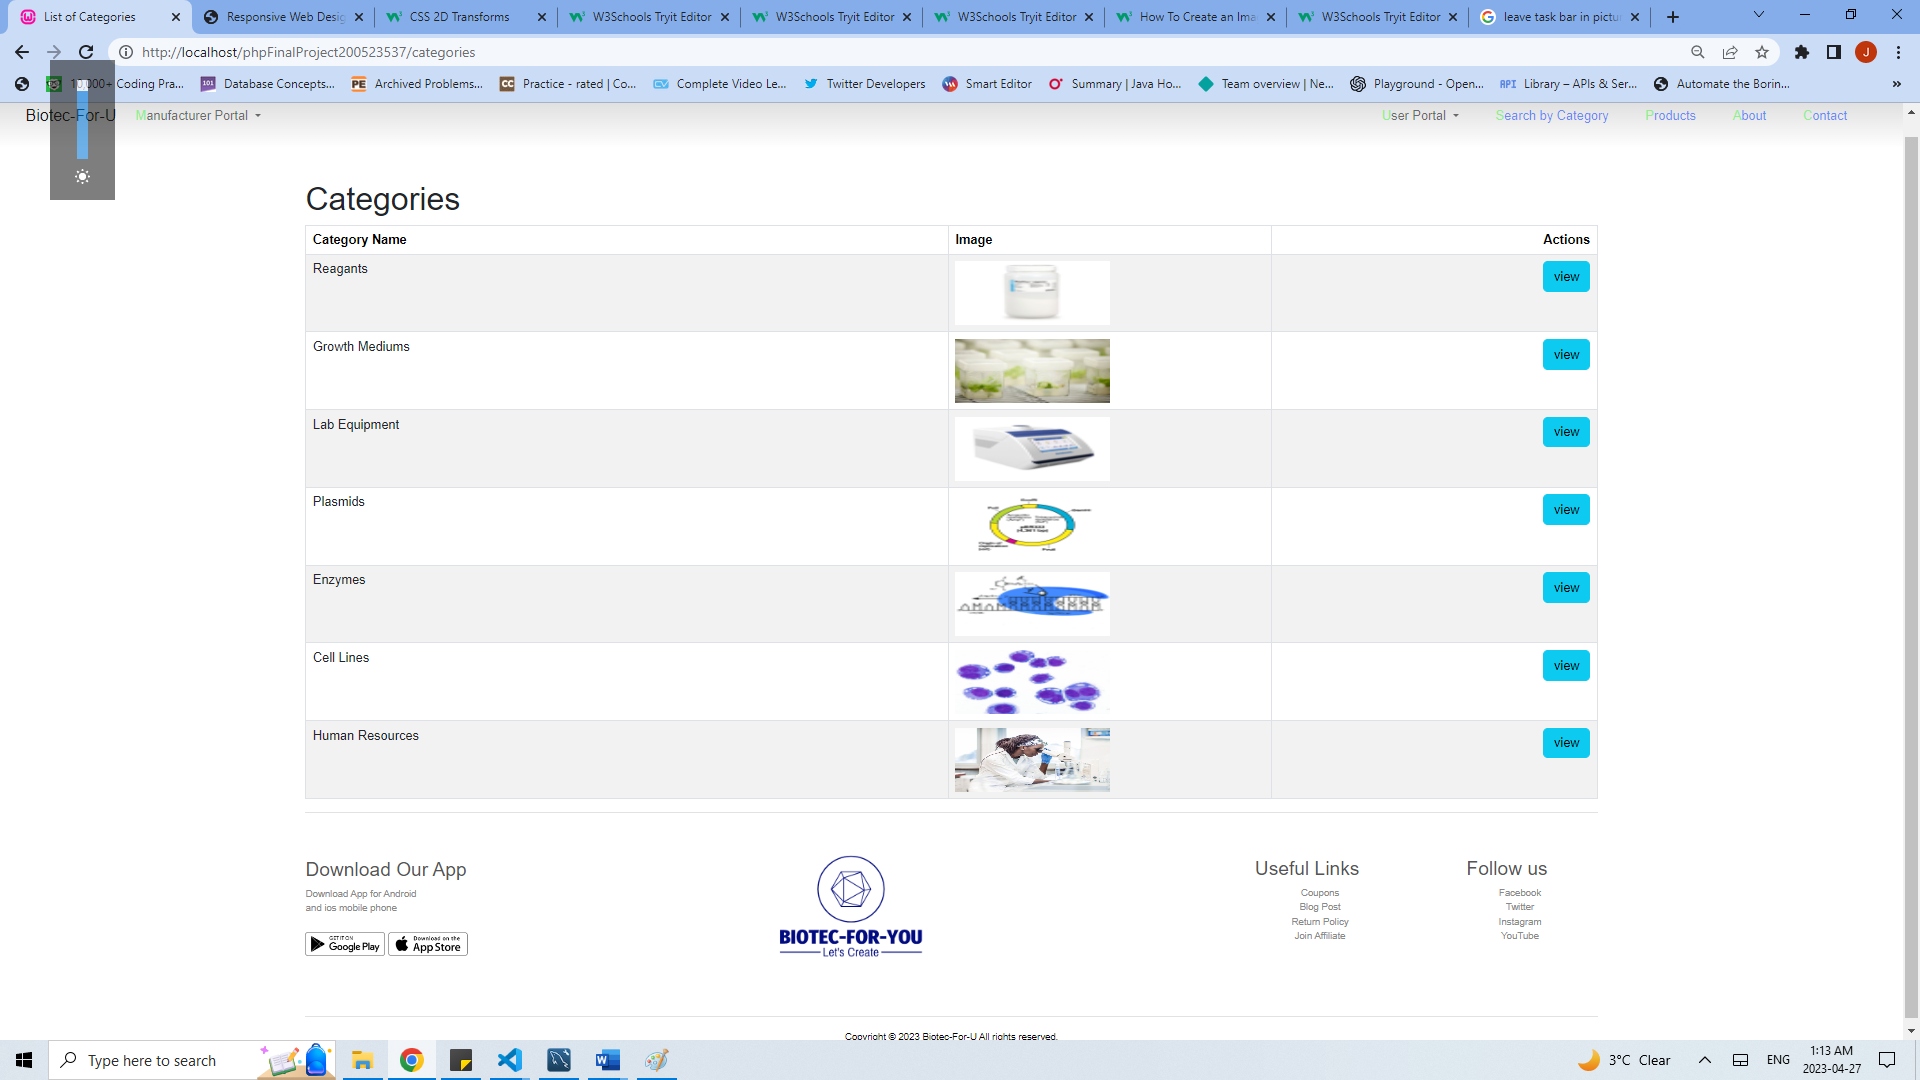 List of Categories
Responsive Web Desig
CSS 2D Transforms
W3Schools Tryit Editor
W3Schools Tryit Editor
W3Schools Tryit Editor
How To Create an Ima
W3Schools Tryit Editor
leave task bar in pictu
http://localhost/phpFinalProject200523537/categories
J
10,000+ Coding Pra...
101 Database Concepts...
PE Archived Problems...
CC Practice - rated | Co...
Complete Video Le...
Twitter Developers
Smart Editor
Summary | Java Ho...
Team overview | Ne...
Playground - Open...
API Library – APIs & Ser...
Automate the Borin...
»
Biotec-For-U
Manufacturer Portal
User Portal
Search by Category
Products
About
Contact
Categories
Category Name Image Actions
Reagants view
Growth Mediums view
Lab Equipment view
Plasmids view
Enzymes view
Cell Lines view
Human Resources view
Download Our App
Download App for Android
and ios mobile phone
GET IT ON
Google Play
Download on the
App Store
BIOTEC-FOR-YOU
Let's Create
Useful Links
Coupons
Blog Post
Return Policy
Join Affiliate
Follow us
Facebook
Twitter
Instagram
YouTube
Copyright © 2023 Biotec-For-U All rights reserved.
Type here to search
3°C Clear
ENG
1:13 AM
2023-04-27